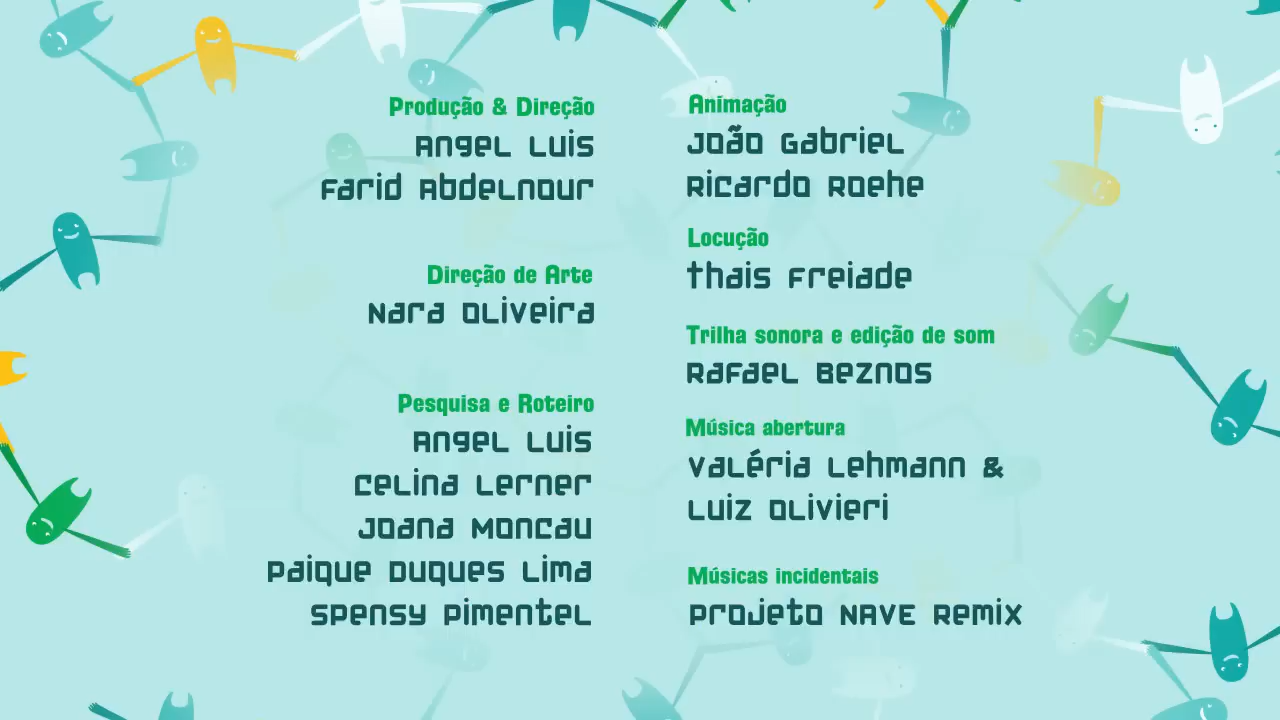 Produção & Direção
Angel Luis
Farid Abdelnour
Direção de Arte
Nara Oliveira
Pesquisa e Roteiro
Angel Luis
Celina Lerner
Joana Moncau
Paique Duques Lima
Spensy Pimentel
Animação
João Gabriel
Ricardo Roehe
Locução
Thais Freiade
Trilha sonora e edição de som
Rafael Beznos
Música abertura
Valéria Lehmann &
Luiz Olivieri
Músicas incidentais
Projeto NAVE Remix